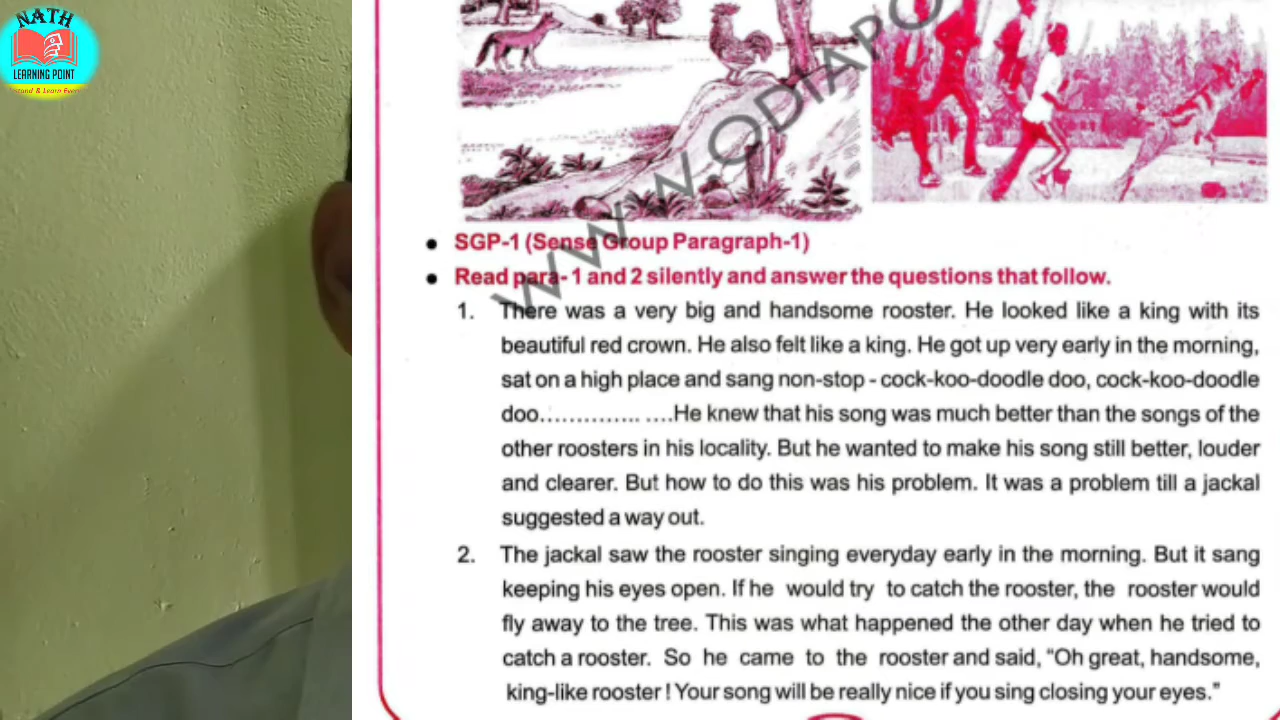 NATH
LEARNING POINT
WWW.ODIAPO
SGP-1 (Sense Group Paragraph-1)
Read para- 1 and 2 silently and answer the questions that follow.
1. There was a very big and handsome rooster. He looked like a king with its
beautiful red crown. He also felt like a king. He got up very early in the morning,
sat on a high place and sang non-stop - cock-koo-doodle doo, cock-koo-doodle
doo.............. ....He knew that his song was much better than the songs of the
other roosters in his locality. But he wanted to make his song still better, louder
and clearer. But how to do this was his problem. It was a problem till a jackal
suggested a way out.
2. The jackal saw the rooster singing everyday early in the morning. But it sang
keeping his eyes open. If he would try to catch the rooster, the rooster would
fly away to the tree. This was what happened the other day when he tried to
catch a rooster. So he came to the rooster and said, “Oh great, handsome,
king-like rooster ! Your song will be really nice if you sing closing your eyes.”